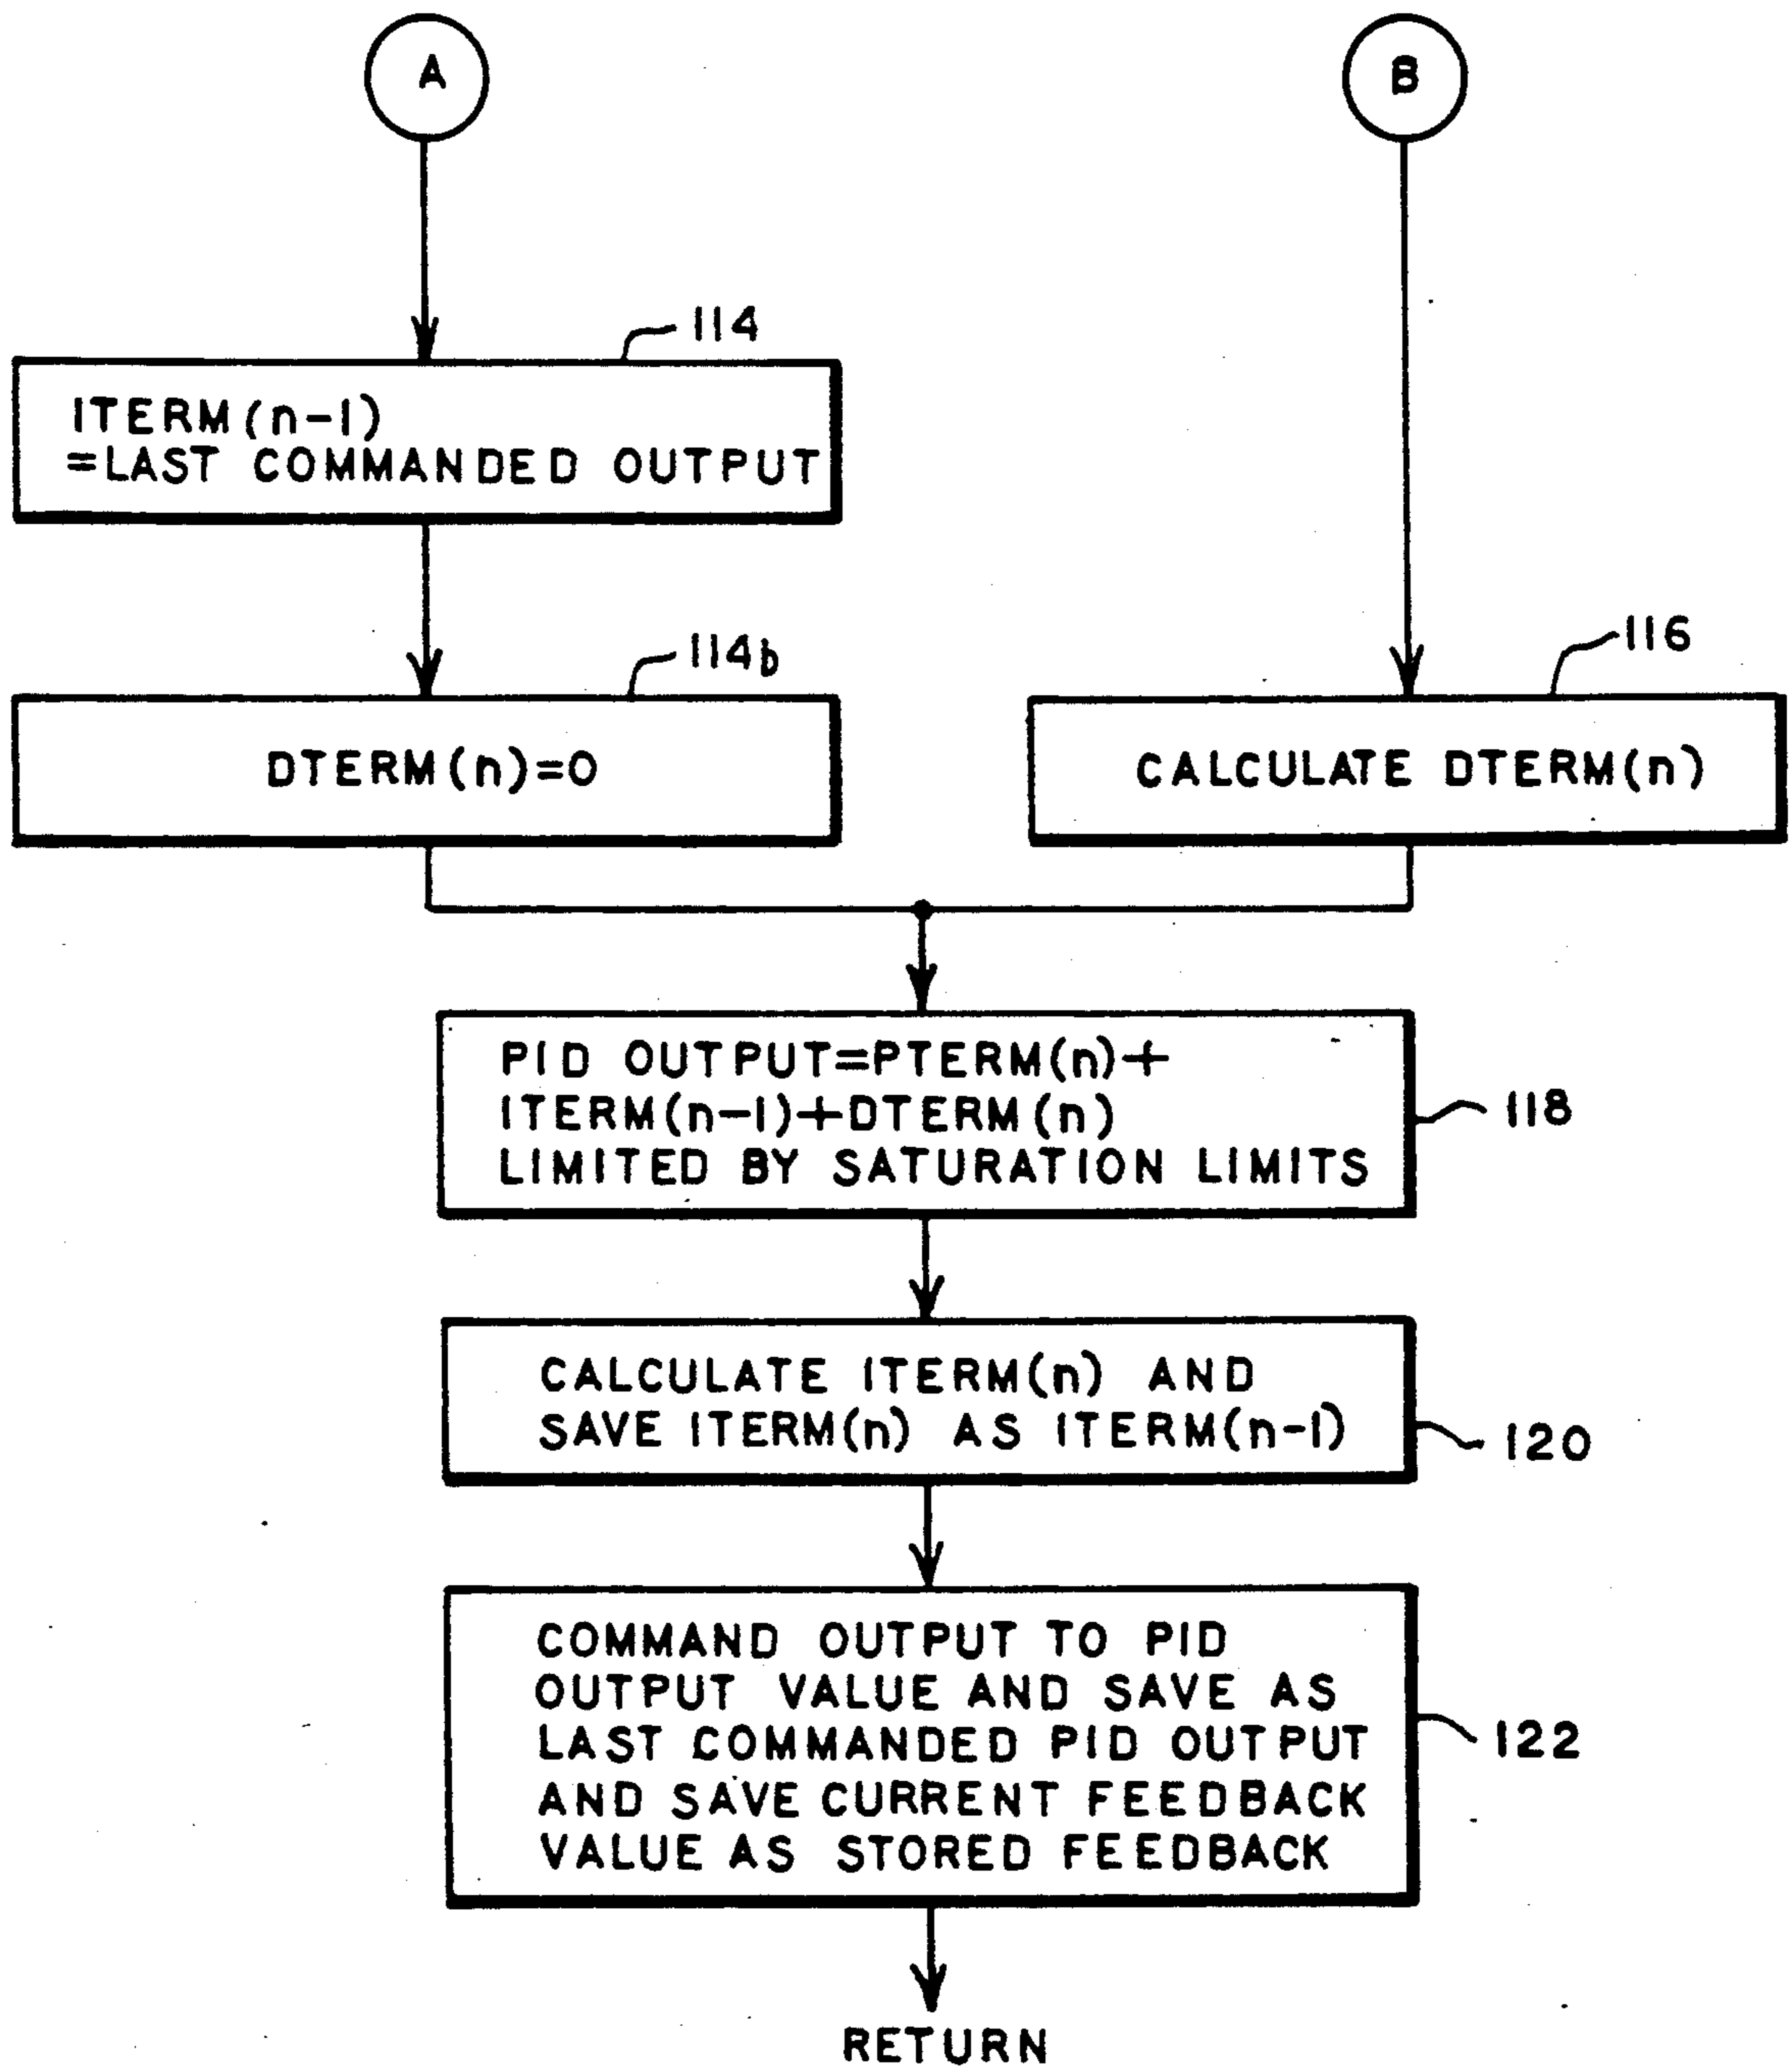 A
B
114
ITERM(n-1)
=LAST COMMANDED OUTPUT
114b
DTERM(n)=0
116
CALCULATE DTERM(n)
PID OUTPUT=PTERM(n)+
ITERM(n-1)+DTERM(n)
LIMITED BY SATURATION LIMITS
118
CALCULATE ITERM(n) AND
SAVE ITERM(n) AS ITERM(n-1)
120
COMMAND OUTPUT TO PID
OUTPUT VALUE AND SAVE AS
LAST COMMANDED PID OUTPUT
AND SAVE CURRENT FEEDBACK
VALUE AS STORED FEEDBACK
122
RETURN